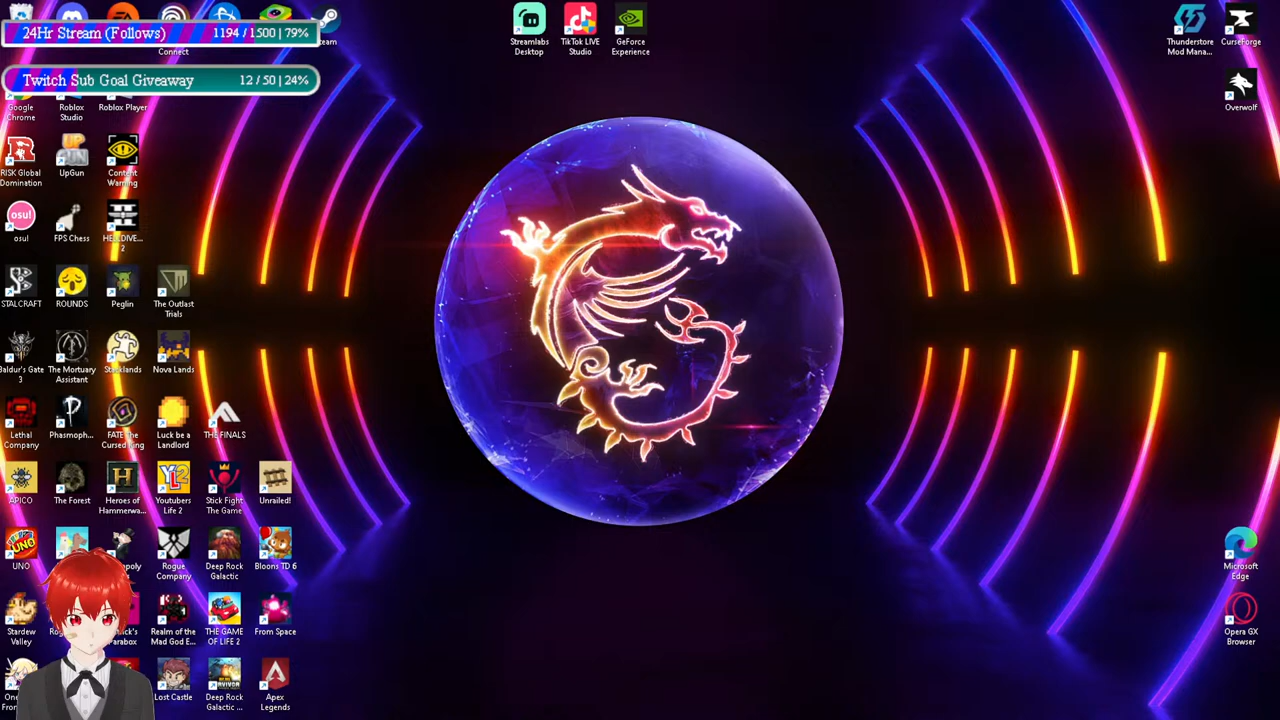 24Hr Stream (Follows) 1194 / 1500 | 79%
Connect
Twitch Sub Goal Giveaway 12 / 50 | 24%
Streamlabs
Desktop
TikTok LIVE
Studio
GeForce
Experience
Thunderstore
Mod Mana...
CurseForge
Overwolf
Google
Chrome
Roblox
Studio
Roblox Player
RISK Global
Domination
UpGun
Content
Warning
osu!
osu!
FPS Chess
HELLDIVE...
2
STALCRAFT
ROUNDS
Peglin
The Outlast
Trials
Baldur's Gate
3
The Mortuary
Assistant
Stacklands
Nova Lands
Lethal
Company
Phasmoph...
FATE The
Cursed King
Luck be a
Landlord
THE FINALS
APICO
The Forest
Heroes of
Hammerwa...
YL2
Youtubers
Life 2
Stick Fight
The Game
Unrailed!
UNO
UNO
Rogue
Company
Deep Rock
Galactic
Bloons TD 6
Stardew
Valley
Realm of the
Mad God E...
THE GAME
OF LIFE 2
From Space
Lost Castle
Deep Rock
Galactic ...
Apex
Legends
Microsoft
Edge
Opera GX
Browser